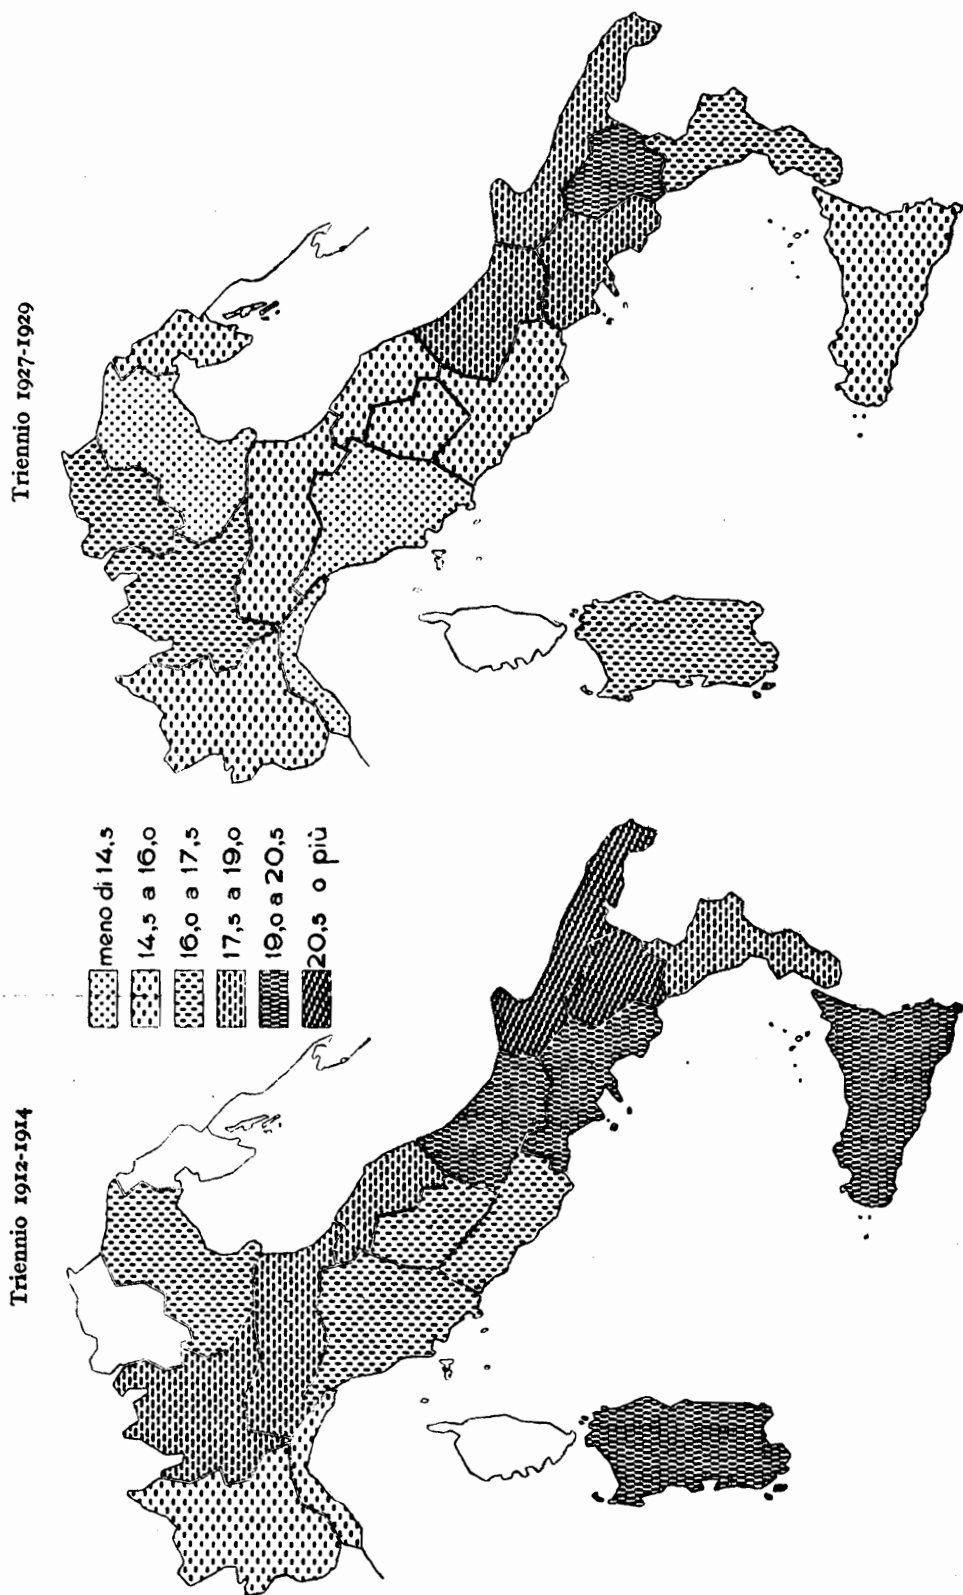 Triennio 1912-1914
meno di 14,5
14,5 a 16,0
16,0 a 17,5
17,5 a 19,0
19,0 a 20,5
20,5 o più
Triennio 1927-1929